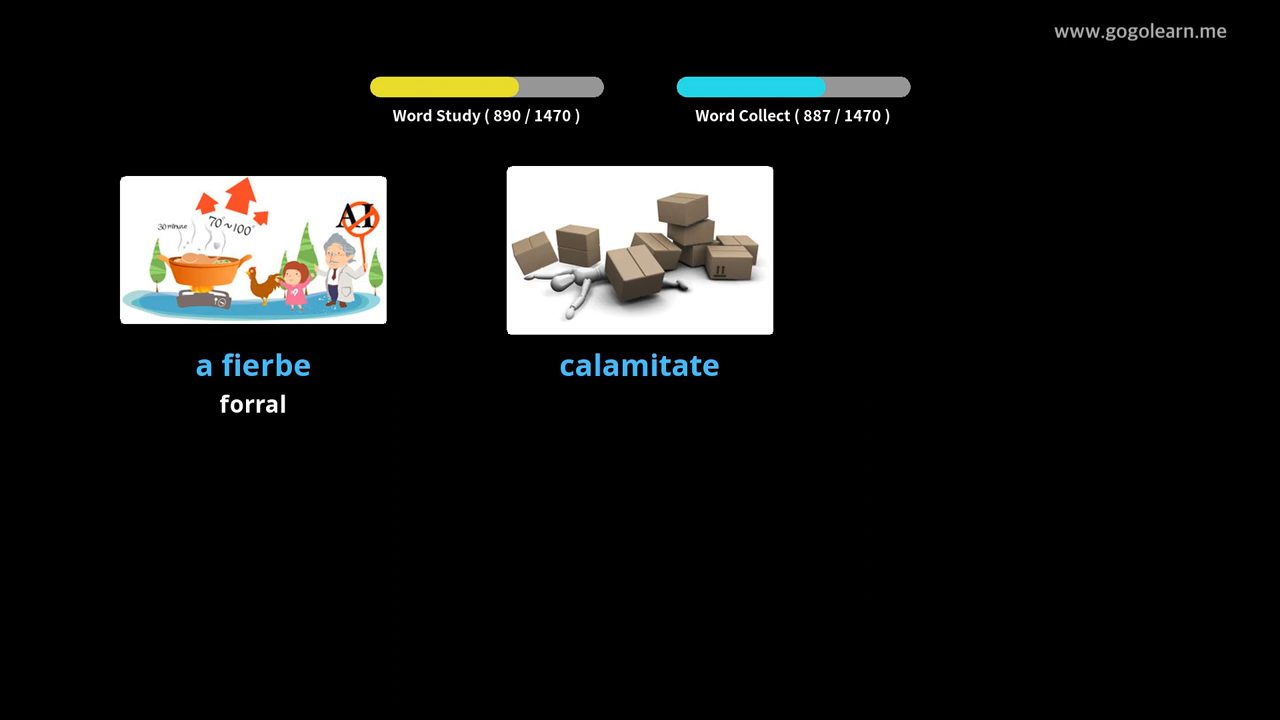 www.gogolearn.me
Word Study ( 890 / 1470 )
Word Collect ( 887 / 1470 )
30 minute
70°~100°
AI
a fierbe
forral
calamitate